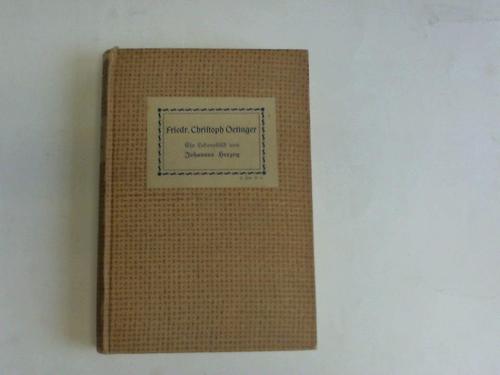 Friedr. Christoph Oetinger
Ein Lebensbild von
Johannes Herzog